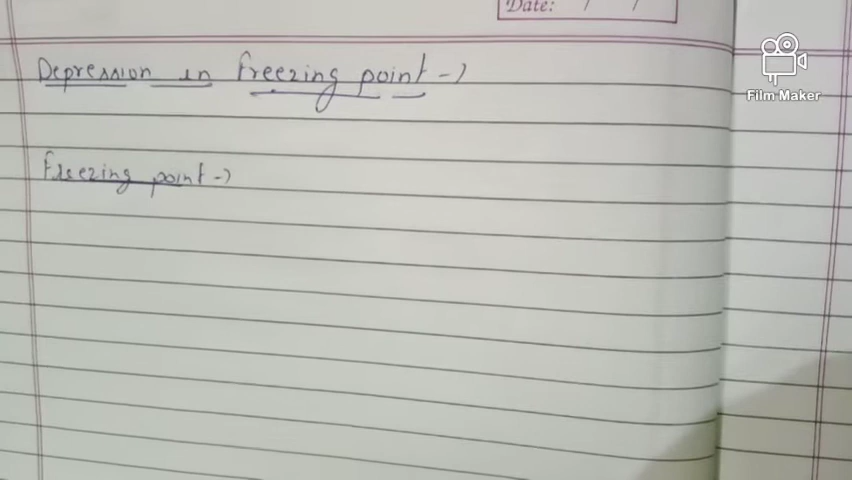 Date: / /
Depression in freezing point →
Freezing point →
Film Maker